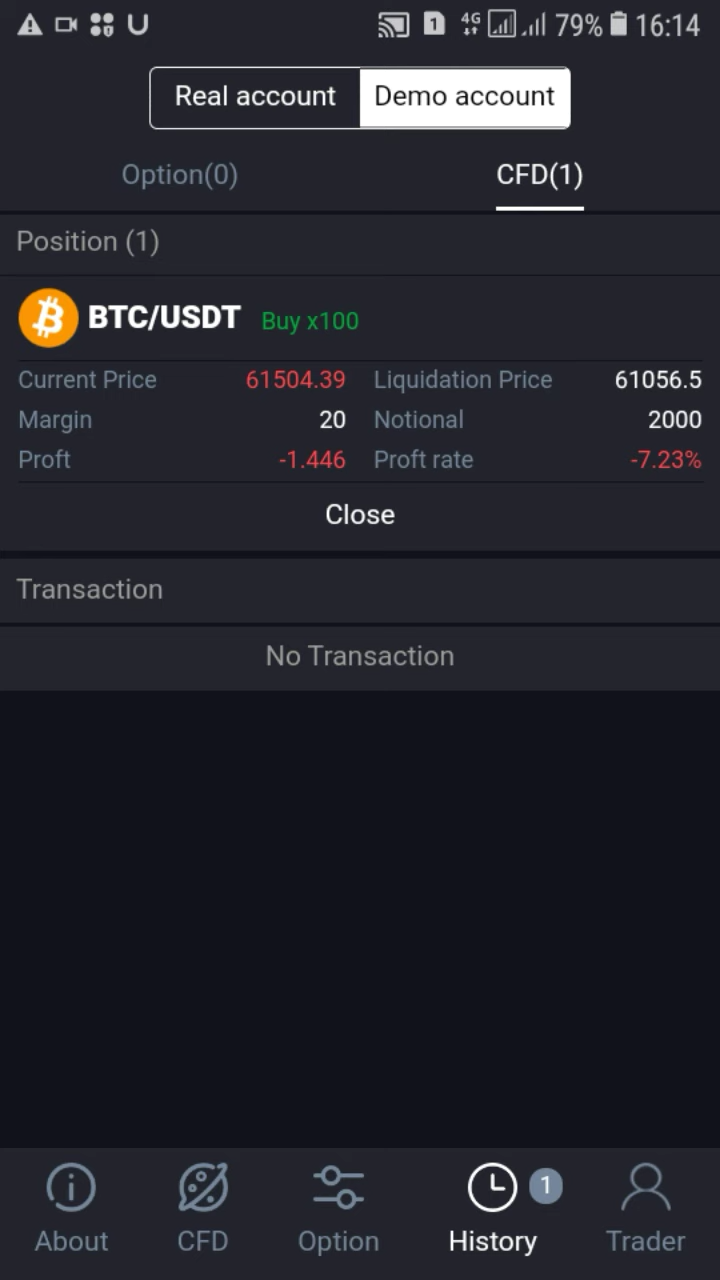 1 4G 79% 16:14
Real account Demo account
Option(0) CFD(1)
Position (1)
BTC/USDT Buy x100
Current Price 61504.39 Liquidation Price 61056.5
Margin 20 Notional 2000
Proft -1.446 Proft rate -7.23%
Close
Transaction
No Transaction
1
About CFD Option History Trader